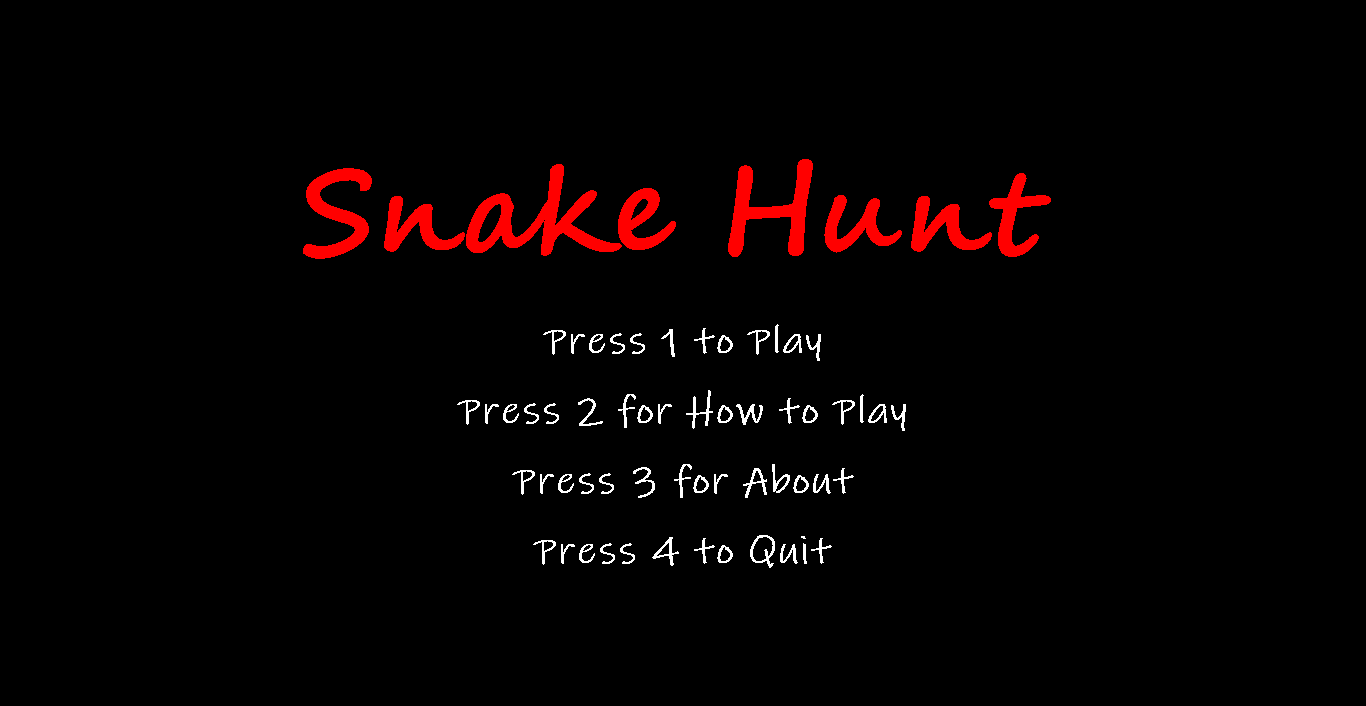 Snake Hunt
Press 1 to Play
Press 2 for How to Play
Press 3 for About
Press 4 to Quit